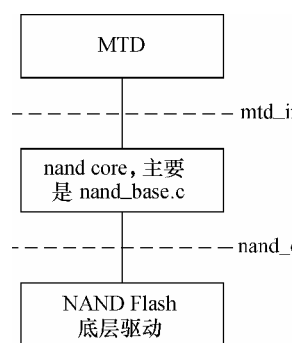 MTD
mtd_i
nand core，主要
是 nand_base.c
nand_
NAND Flash
底层驱动